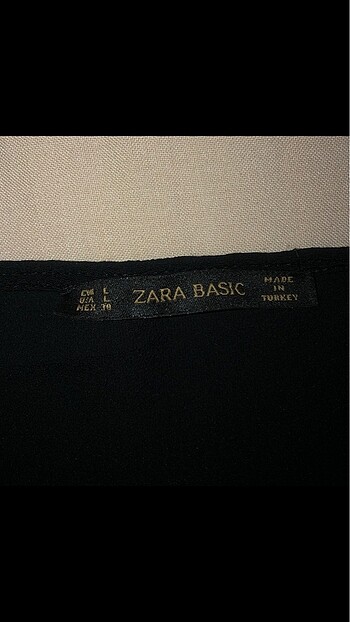 EUR L
USA L
MEX 30
ZARA BASIC
MADE
IN
TURKEY